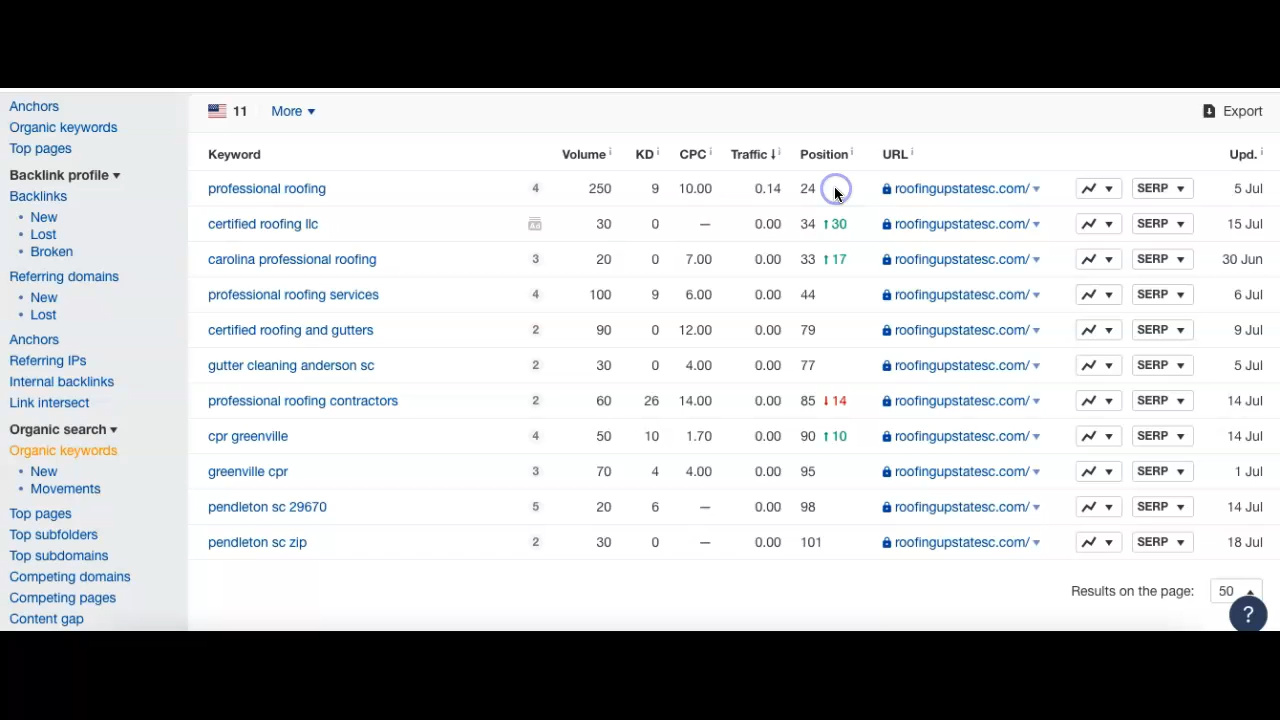 Anchors
Organic keywords
Top pages
Backlink profile
Backlinks
New
Lost
Broken
Referring domains
New
Lost
Anchors
Referring IPs
Internal backlinks
Link intersect
Organic search
Organic keywords
New
Movements
Top pages
Top subfolders
Top subdomains
Competing domains
Competing pages
Content gap
11 More Export
Keyword Volume KD CPC Traffic Position URL Upd.
professional roofing 4 250 9 10.00 0.14 24 roofingupstatesc.com/ SERP 5 Jul
certified roofing llc 30 0 — 0.00 34 ↑30 roofingupstatesc.com/ SERP 15 Jul
carolina professional roofing 3 20 0 7.00 0.00 33 ↑17 roofingupstatesc.com/ SERP 30 Jun
professional roofing services 4 100 9 6.00 0.00 44 roofingupstatesc.com/ SERP 6 Jul
certified roofing and gutters 2 90 0 12.00 0.00 79 roofingupstatesc.com/ SERP 9 Jul
gutter cleaning anderson sc 2 30 0 4.00 0.00 77 roofingupstatesc.com/ SERP 5 Jul
professional roofing contractors 2 60 26 14.00 0.00 85 ↓14 roofingupstatesc.com/ SERP 14 Jul
cpr greenville 4 50 10 1.70 0.00 90 ↑10 roofingupstatesc.com/ SERP 14 Jul
greenville cpr 3 70 4 4.00 0.00 95 roofingupstatesc.com/ SERP 1 Jul
pendleton sc 29670 5 20 6 — 0.00 98 roofingupstatesc.com/ SERP 14 Jul
pendleton sc zip 2 30 0 — 0.00 101 roofingupstatesc.com/ SERP 18 Jul
Results on the page: 50
?